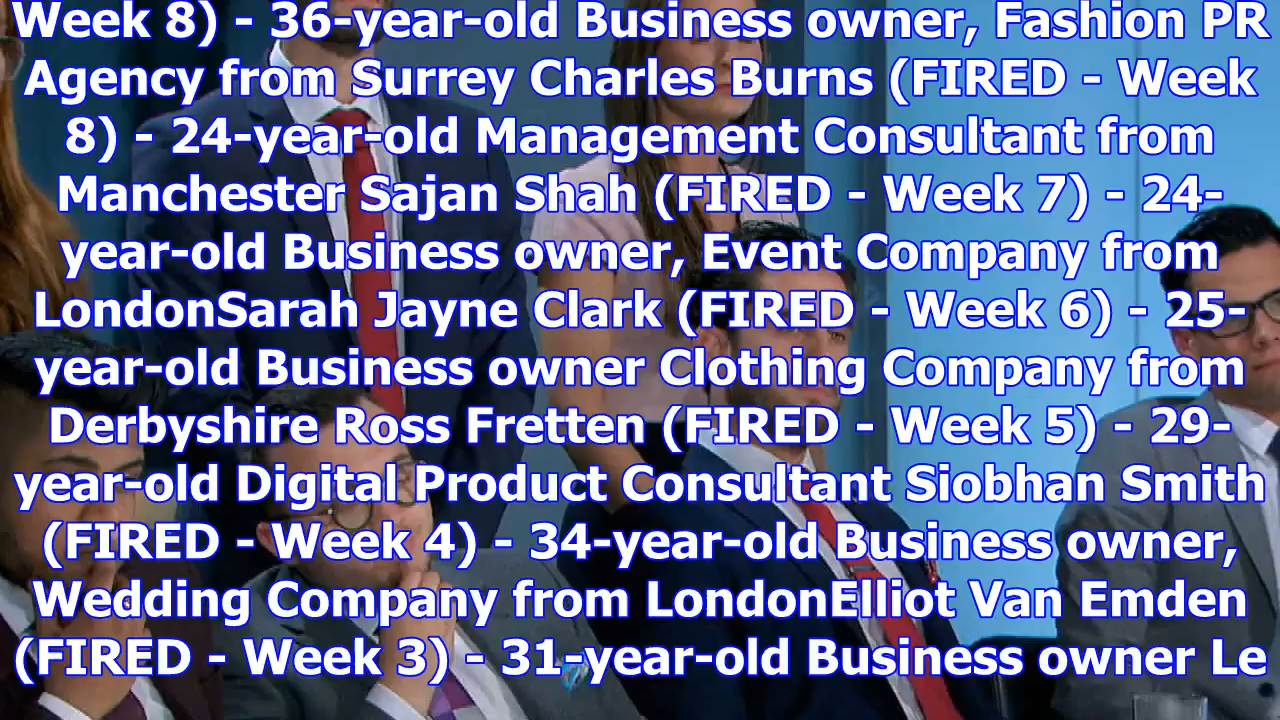 Week 8) - 36-year-old Business owner, Fashion PR
Agency from Surrey Charles Burns (FIRED - Week
8) - 24-year-old Management Consultant from
Manchester Sajan Shah (FIRED - Week 7) - 24-
year-old Business owner, Event Company from
LondonSarah Jayne Clark (FIRED - Week 6) - 25-
year-old Business owner Clothing Company from
Derbyshire Ross Fretten (FIRED - Week 5) - 29-
year-old Digital Product Consultant Siobhan Smith
(FIRED - Week 4) - 34-year-old Business owner,
Wedding Company from LondonElliot Van Emden
(FIRED - Week 3) - 31-year-old Business owner Le